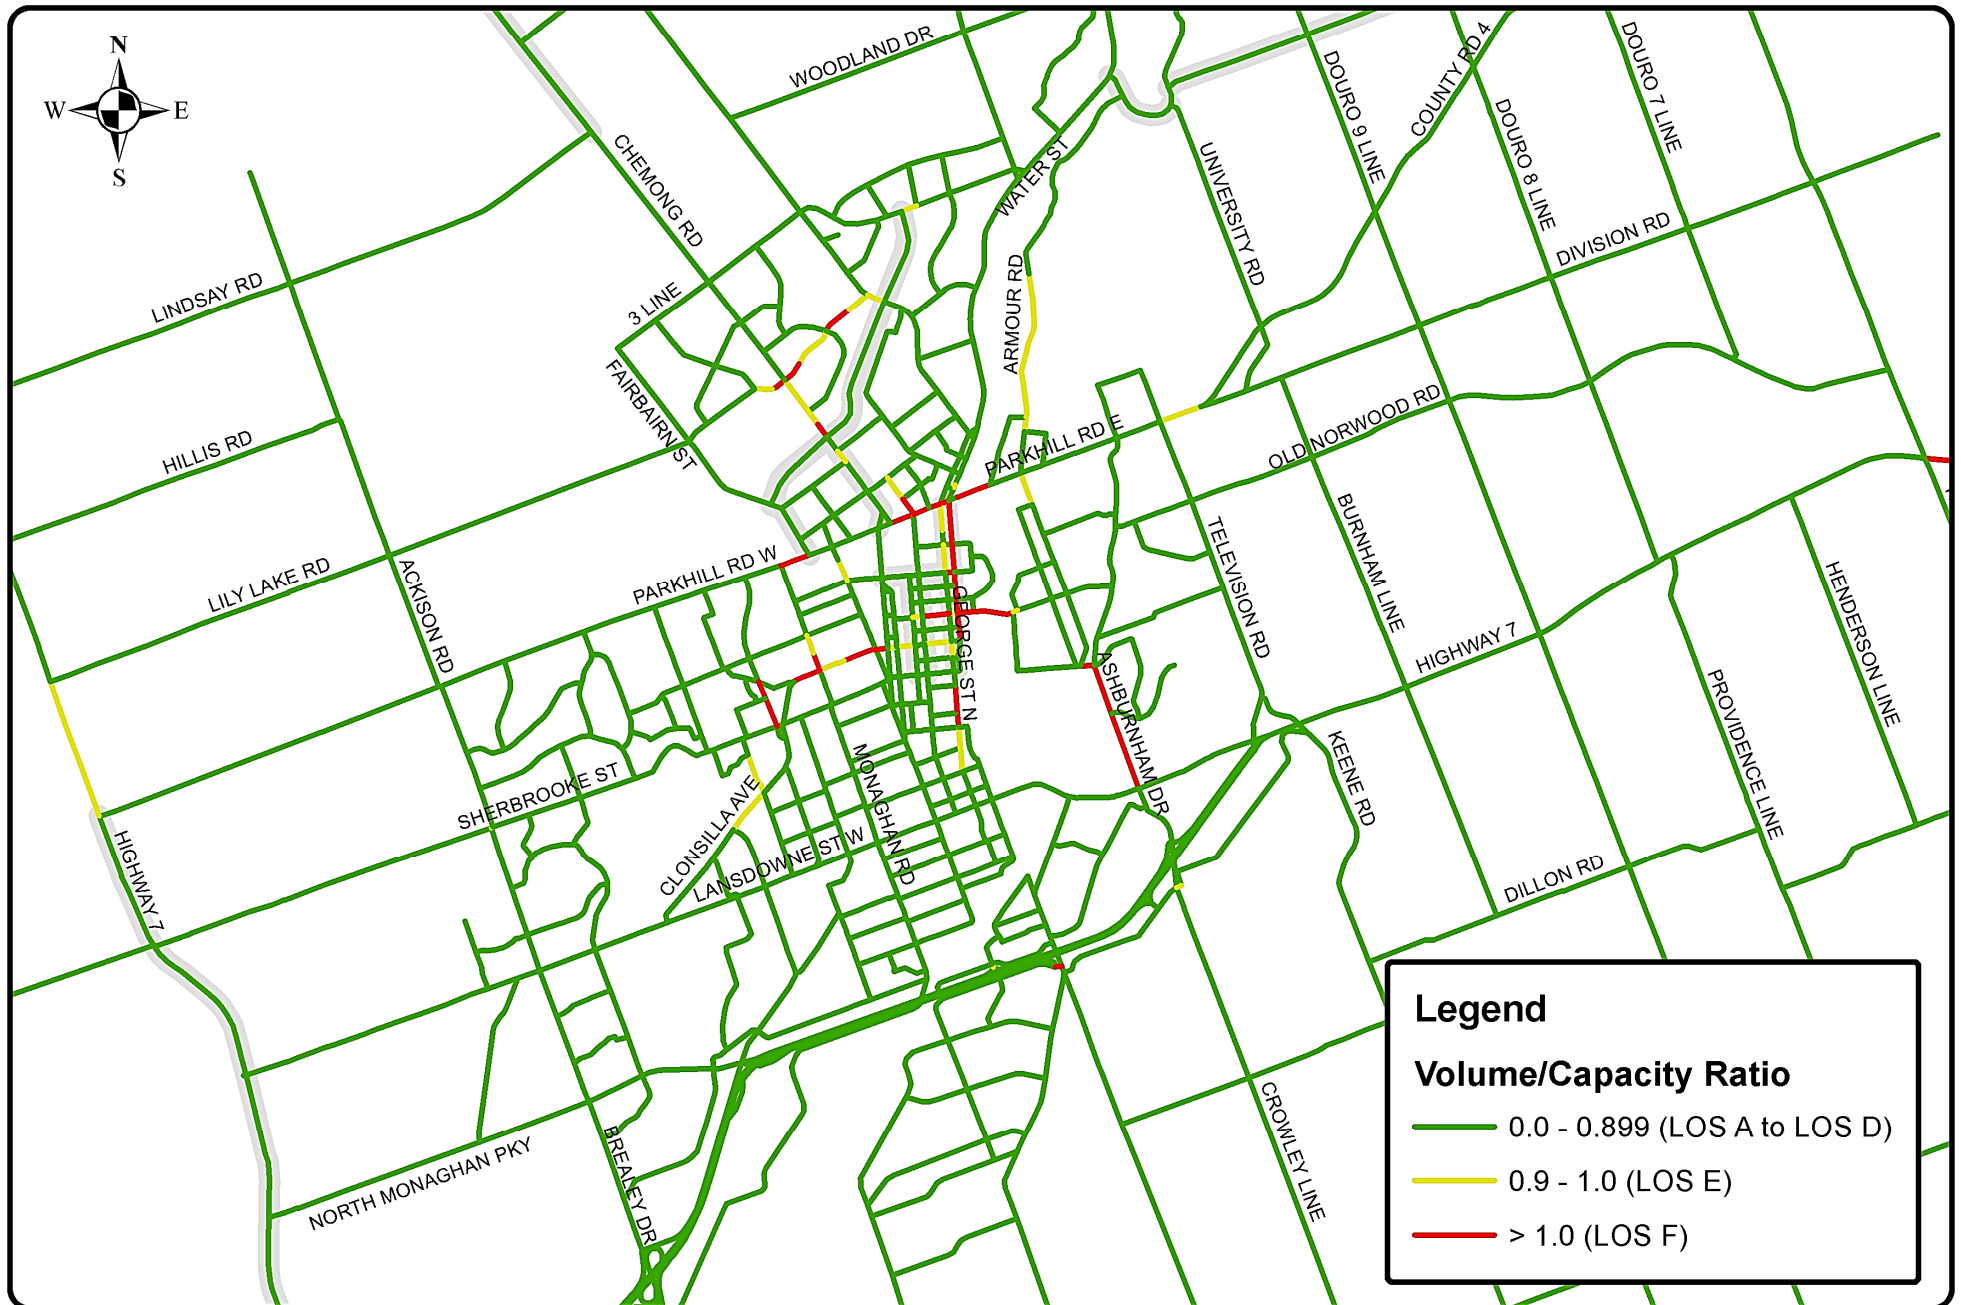 N
W
E
S
WOODLAND DR
CHEMONG RD
WATER ST
UNIVERSITY RD
DOURO 9 LINE
COUNTY RD 4
DOURO 8 LINE
DOURO 7 LINE
DIVISION RD
LINDSAY RD
3 LINE
ARMOUR RD
FAIRBAIRN ST
HILLIS RD
PARKHILL RD E
OLD NORWOOD RD
LILY LAKE RD
ACKISON RD
PARKHILL RD W
GEORGE ST N
TELEVISION RD
BURNHAM LINE
HIGHWAY 7
HENDERSON LINE
PROVIDENCE LINE
ASHBURNHAM DR
KEENE RD
SHERBROOKE ST
CLONSILLA AVE
MONAGHAN RD
LANSDOWNE ST W
HIGHWAY 7
DILLON RD
NORTH MONAGHAN PKY
BREALEY DR
CROWLEY LINE
Legend
Volume/Capacity Ratio
0.0 - 0.899 (LOS A to LOS D)
0.9 - 1.0 (LOS E)
> 1.0 (LOS F)